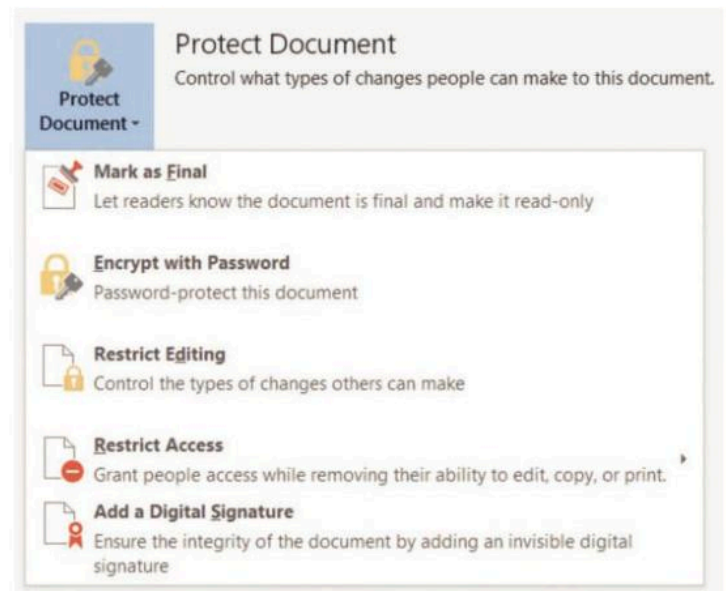 Protect Document
Control what types of changes people can make to this document.
Protect
Document
Mark as Final
Let readers know the document is final and make it read-only
Encrypt with Password
Password-protect this document
Restrict Editing
Control the types of changes others can make
Restrict Access
Grant people access while removing their ability to edit, copy, or print.
Add a Digital Signature
Ensure the integrity of the document by adding an invisible digital
signature